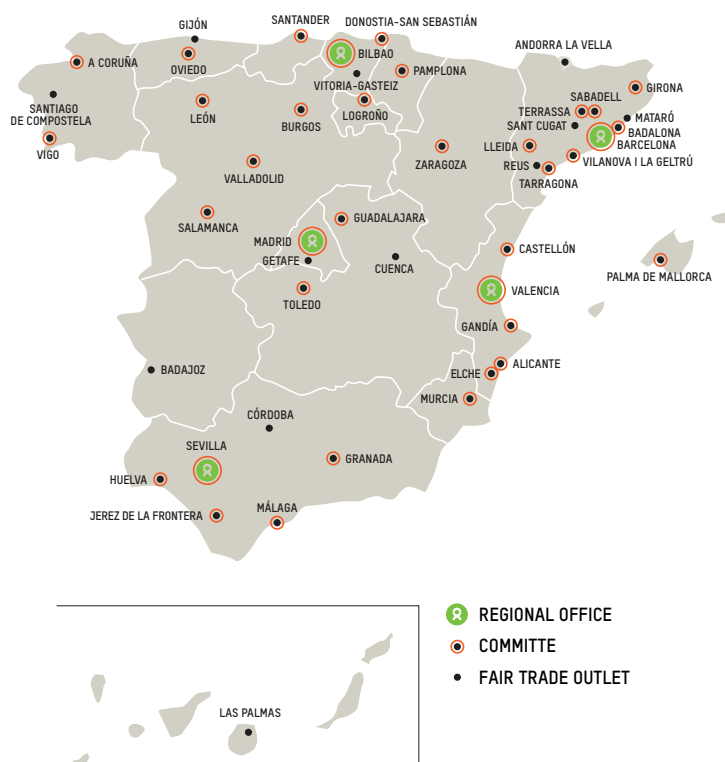 SANTANDER
DONOSTIA-SAN SEBASTIÁN
GIJÓN
ANDORRA LA VELLA
A CORUÑA
OVIEDO
BILBAO
PAMPLONA
VITORIA-GASTEIZ
GIRONA
SANTIAGO
DE COMPOSTELA
LEÓN
BURGOS
LOGROÑO
SABADELL
TERRASSA
MATARÓ
SANT CUGAT
BADALONA
BARCELONA
VIGO
LLEIDA
VILANOVA I LA GELTRÚ
ZARAGOZA
REUS
TARRAGONA
VALLADOLID
SALAMANCA
GUADALAJARA
MADRID
GETAFE
CUENCA
CASTELLÓN
PALMA DE MALLORCA
TOLEDO
VALENCIA
GANDÍA
BADAJOZ
ALICANTE
ELCHE
MURCIA
CÓRDOBA
SEVILLA
GRANADA
HUELVA
JEREZ DE LA FRONTERA
MÁLAGA
REGIONAL OFFICE
COMMITTE
FAIR TRADE OUTLET
LAS PALMAS